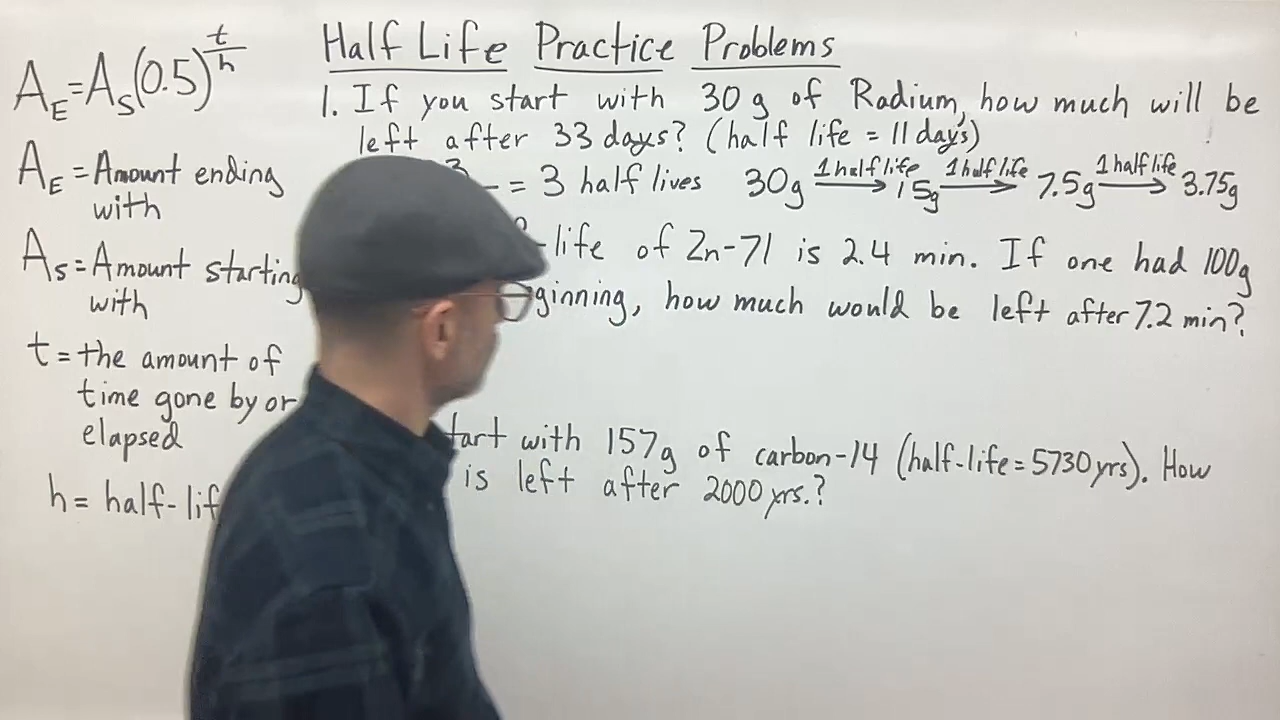 A_E=A_S(0.5)^(t/h)
A_E=Amount ending
with
A_S=Amount starting
with
t=the amount of
time gone by or
elapsed
h=half-lif
Half Life Practice Problems
1. If you start with 30g of Radium, how much will be
left after 33 days? (half life = 11 days)
3 = 3 half lives 30g 1 half life 15g 1 half life 7.5g 1 half life 3.75g
-life of Zn-71 is 2.4 min. If one had 100g
ginning, how much would be left after 7.2 min?
tart with 157g of carbon-14 (half-life=5730yrs). How
is left after 2000 yrs.?